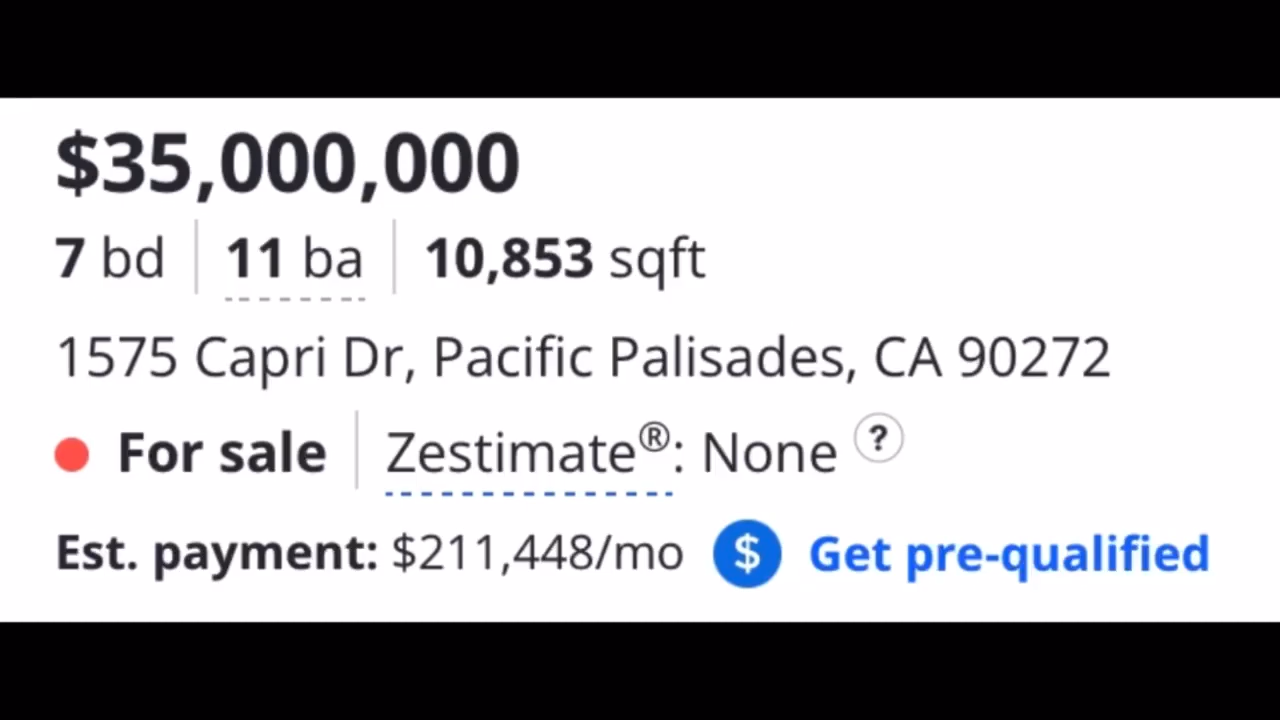 $35,000,000
7 bd 11 ba 10,853 sqft
1575 Capri Dr, Pacific Palisades, CA 90272
For sale Zestimate®: None ?
Est. payment: $211,448/mo $ Get pre-qualified